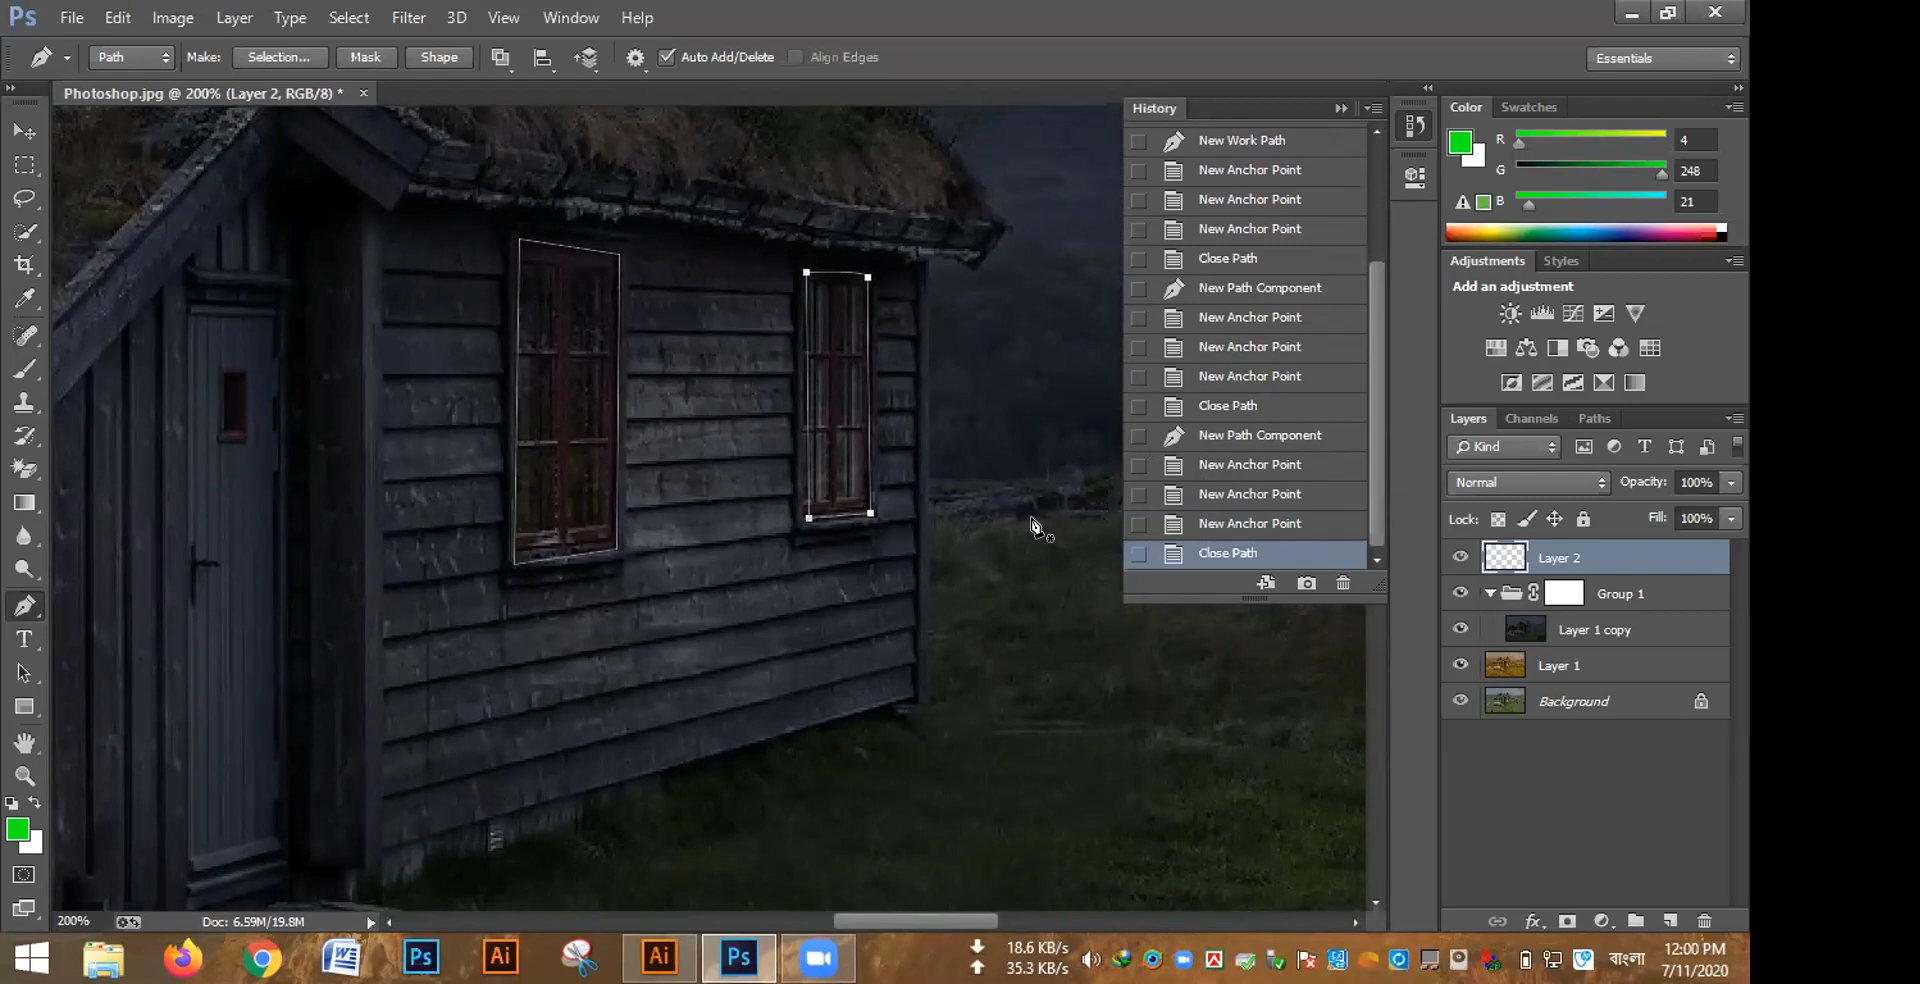 Ps File Edit Image Layer Type Select Filter 3D View Window Help
Path Make: Selection... Mask Shape Auto Add/Delete Align Edges Essentials
Photoshop.jpg @ 200% (Layer 2, RGB/8) * ×
History
New Work Path
New Anchor Point
New Anchor Point
New Anchor Point
Close Path
New Path Component
New Anchor Point
New Anchor Point
New Anchor Point
Close Path
New Path Component
New Anchor Point
New Anchor Point
New Anchor Point
Close Path
Color Swatches
R 4
G 248
B 21
Adjustments Styles
Add an adjustment
Layers Channels Paths
Kind
Normal Opacity: 100%
Lock: Fill: 100%
Layer 2
Group 1
Layer 1 copy
Layer 1
Background
200% Doc: 6.59M/19.8M
Ps Ai Ai Ps
18.6 KB/s
35.3 KB/s
বাংলা
12:00 PM
7/11/2020